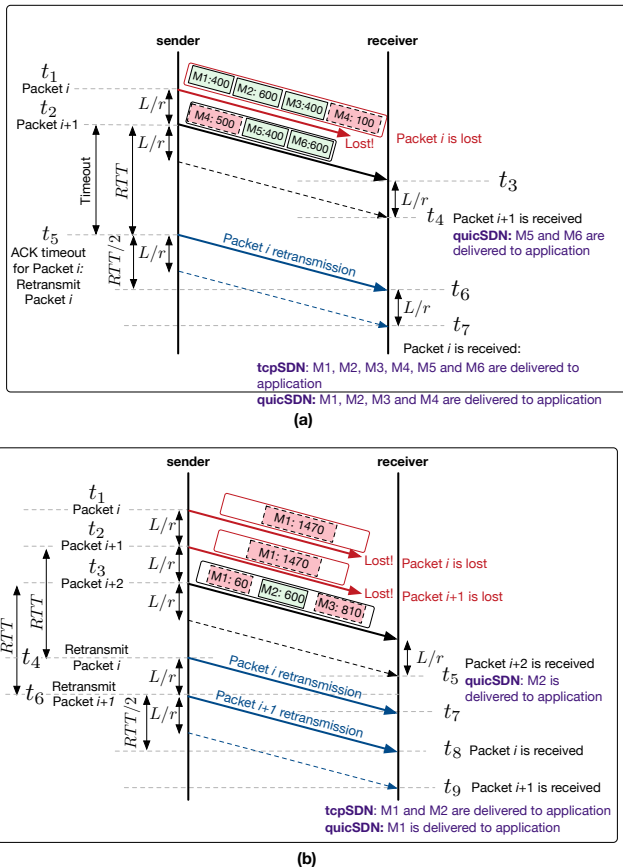 sender
receiver
t1
Packet i
M1:400
M2: 600
M3:400
M4: 100
L/r
t2
Packet i+1
Lost!
Packet i is lost
M4: 500
M5:400
M6:600
Timeout
RTT
t3
L/r
t4
Packet i+1 is received
quicSDN: M5 and M6 are
delivered to application
t5
ACK timeout
for Packet i:
Retransmit
Packet i
RTT/2
L/r
Packet i retransmission
t6
L/r
t7
Packet i is received:
tcpSDN: M1, M2, M3, M4, M5 and M6 are delivered to
application
quicSDN: M1, M2, M3 and M4 are delivered to application
(a)
sender
receiver
t1
Packet i
L/r
M1: 1470
t2
Packet i+1
L/r
Lost!
Packet i is lost
M1: 1470
t3
Packet i+2
L/r
Lost!
Packet i+1 is lost
M1: 60
M2: 600
M3: 810
RTT
RTT
t4
Retransmit
Packet i
L/r
t5
Packet i+2 is received
quicSDN: M2
is delivered to application
t6
Retransmit
Packet i+1
L/r
Packet i retransmission
t7
RTT/2
L/r
Packet i+1 retransmission
t8
Packet i is received
t9
Packet i+1 is received
tcpSDN: M1 and M2 are delivered to application
quicSDN: M1 is delivered to application
(b)